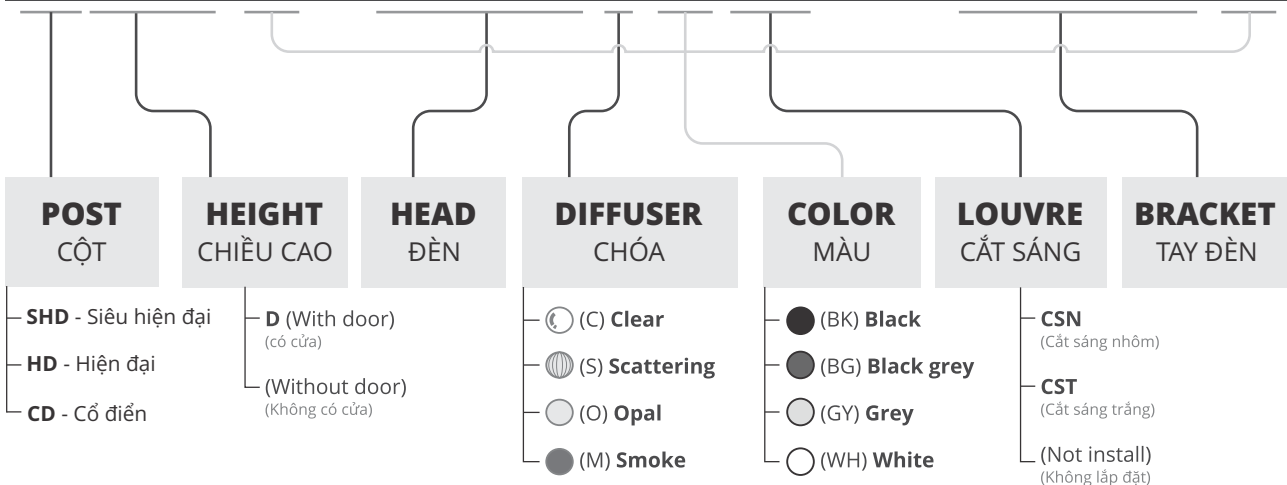 POST
CỘT
HEIGHT
CHIỀU CAO
HEAD
ĐÈN
DIFFUSER
CHÓA
COLOR
MÀU
LOUVRE
CẮT SÁNG
BRACKET
TAY ĐÈN
SHD - Siêu hiện đại
HD - Hiện đại
CD - Cổ điển
D (With door)
(có cửa)
(Without door)
(Không có cửa)
(C) Clear
(S) Scattering
(O) Opal
(M) Smoke
(BK) Black
(BG) Black grey
(GY) Grey
(WH) White
CSN
(Cắt sáng nhôm)
CST
(Cắt sáng trắng)
(Not install)
(Không lắp đặt)